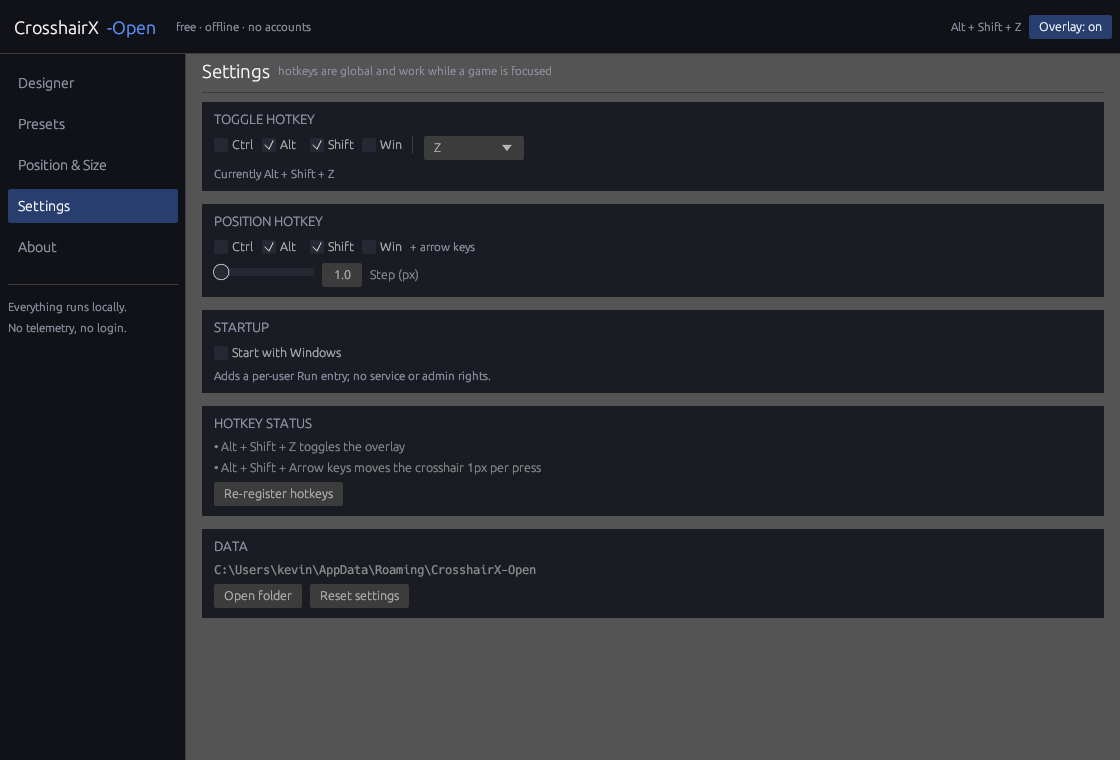 CrosshairX -Open free · offline · no accounts Alt + Shift + Z Overlay: on
Designer
Presets
Position & Size
Settings
About
Everything runs locally.
No telemetry, no login.
Settings hotkeys are global and work while a game is focused
TOGGLE HOTKEY
Ctrl Alt Shift Win Z
Currently Alt + Shift + Z
POSITION HOTKEY
Ctrl Alt Shift Win + arrow keys
1.0 Step (px)
STARTUP
Start with Windows
Adds a per-user Run entry; no service or admin rights.
HOTKEY STATUS
• Alt + Shift + Z toggles the overlay
• Alt + Shift + Arrow keys moves the crosshair 1px per press
Re-register hotkeys
DATA
C:\Users\kevin\AppData\Roaming\CrosshairX-Open
Open folder Reset settings